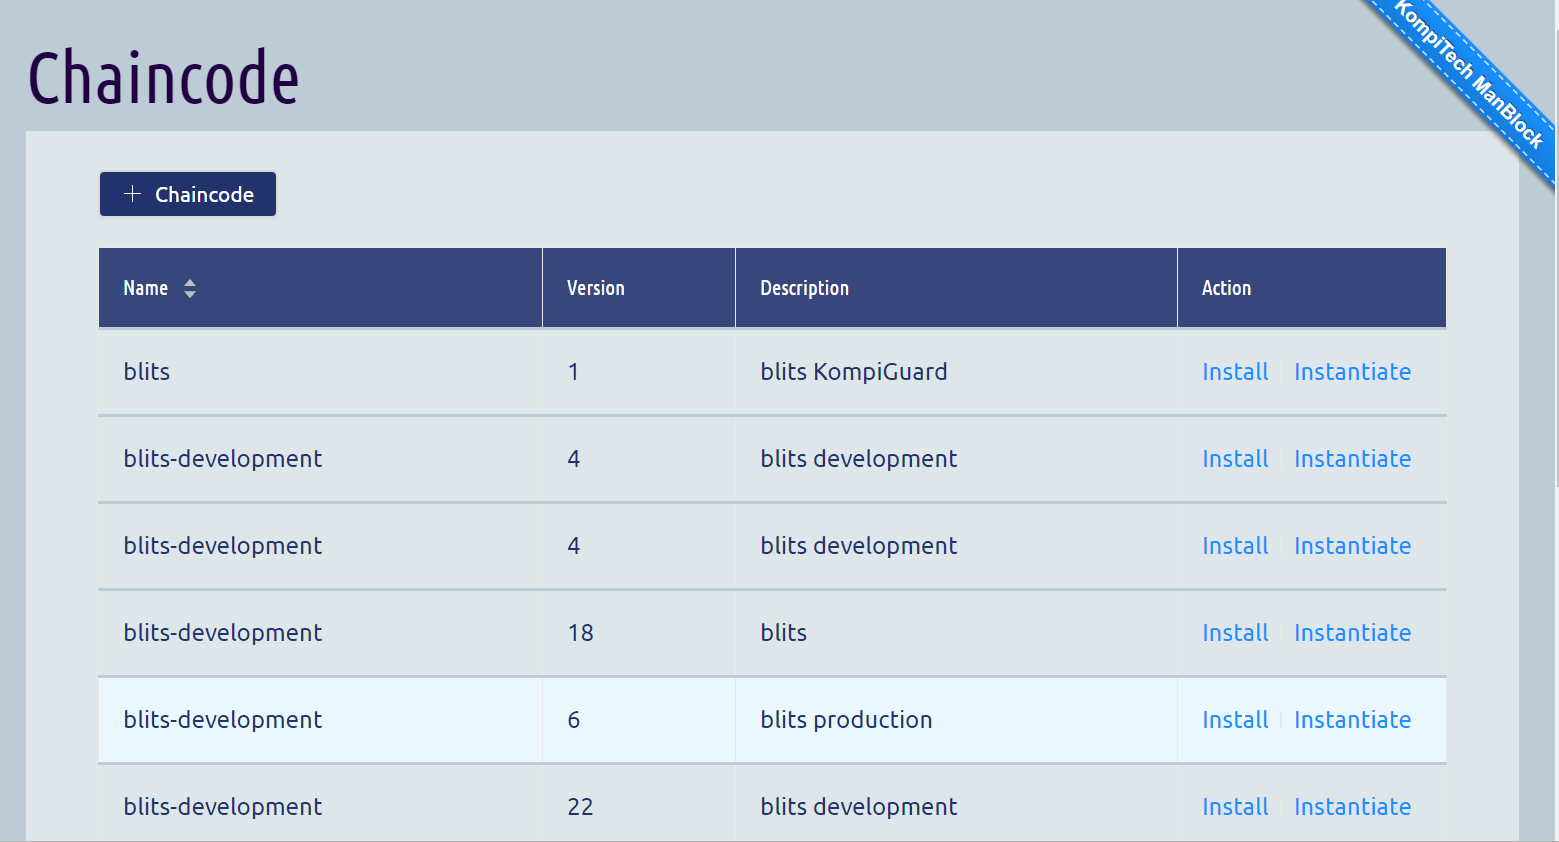 Chaincode
KompiTech ManBlock
+ Chaincode
Name Version Description Action
blits 1 blits KompiGuard Install Instantiate
blits-development 4 blits development Install Instantiate
blits-development 4 blits development Install Instantiate
blits-development 18 blits Install Instantiate
blits-development 6 blits production Install Instantiate
blits-development 22 blits development Install Instantiate